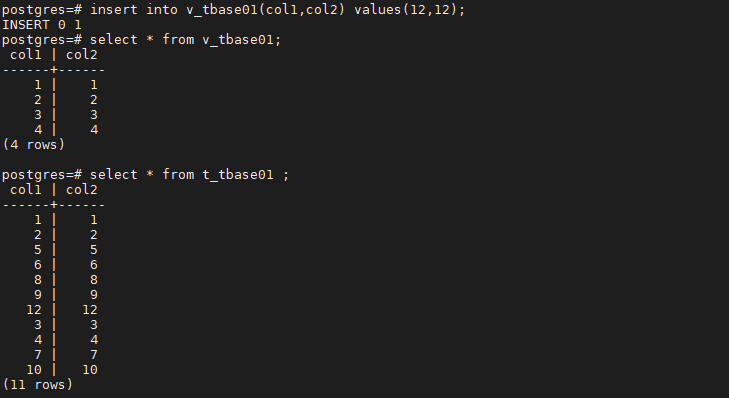 postgres=# insert into v_tbase01(col1,col2) values(12,12);
INSERT 0 1
postgres=# select * from v_tbase01;
 col1 | col2
------+------
    1 |    1
    2 |    2
    3 |    3
    4 |    4
(4 rows)

postgres=# select * from t_tbase01 ;
 col1 | col2
------+------
    1 |    1
    2 |    2
    5 |    5
    6 |    6
    8 |    8
    9 |    9
   12 |   12
    3 |    3
    4 |    4
    7 |    7
   10 |   10
(11 rows)